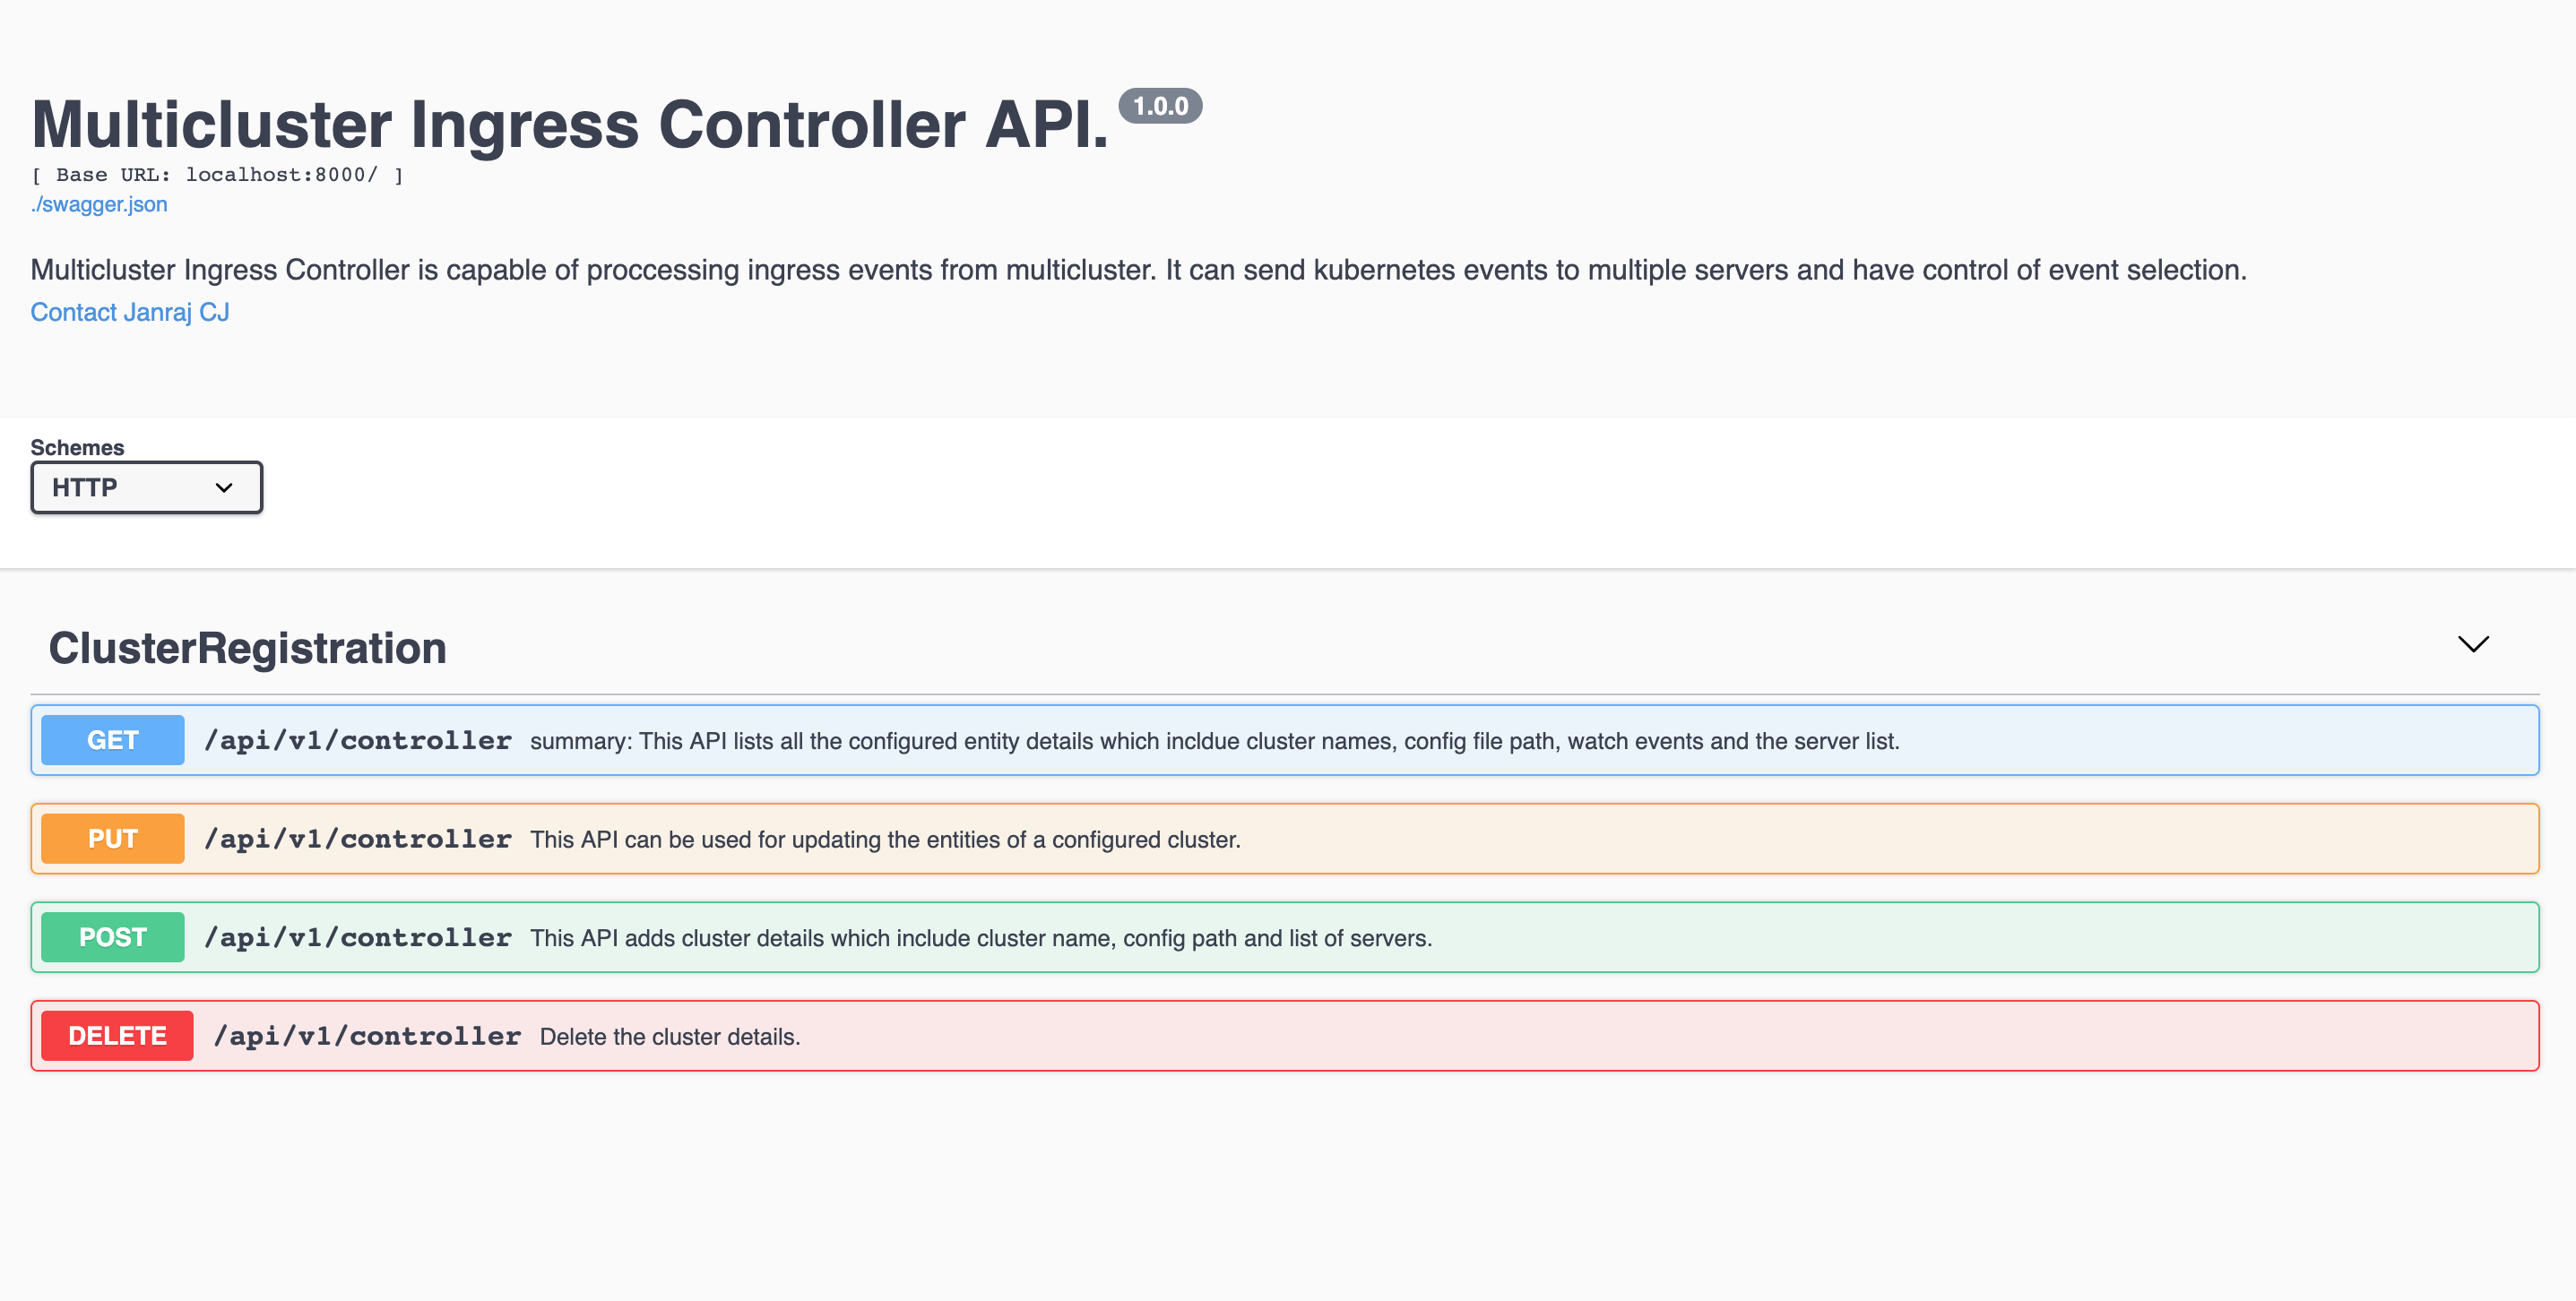 Multicluster Ingress Controller API. 1.0.0
[ Base URL: localhost:8000/ ]
./swagger.json
Multicluster Ingress Controller is capable of proccessing ingress events from multicluster. It can send kubernetes events to multiple servers and have control of event selection.
Contact Janraj CJ
Schemes
HTTP
ClusterRegistration
GET /api/v1/controller summary: This API lists all the configured entity details which incldue cluster names, config file path, watch events and the server list.
PUT /api/v1/controller This API can be used for updating the entities of a configured cluster.
POST /api/v1/controller This API adds cluster details which include cluster name, config path and list of servers.
DELETE /api/v1/controller Delete the cluster details.